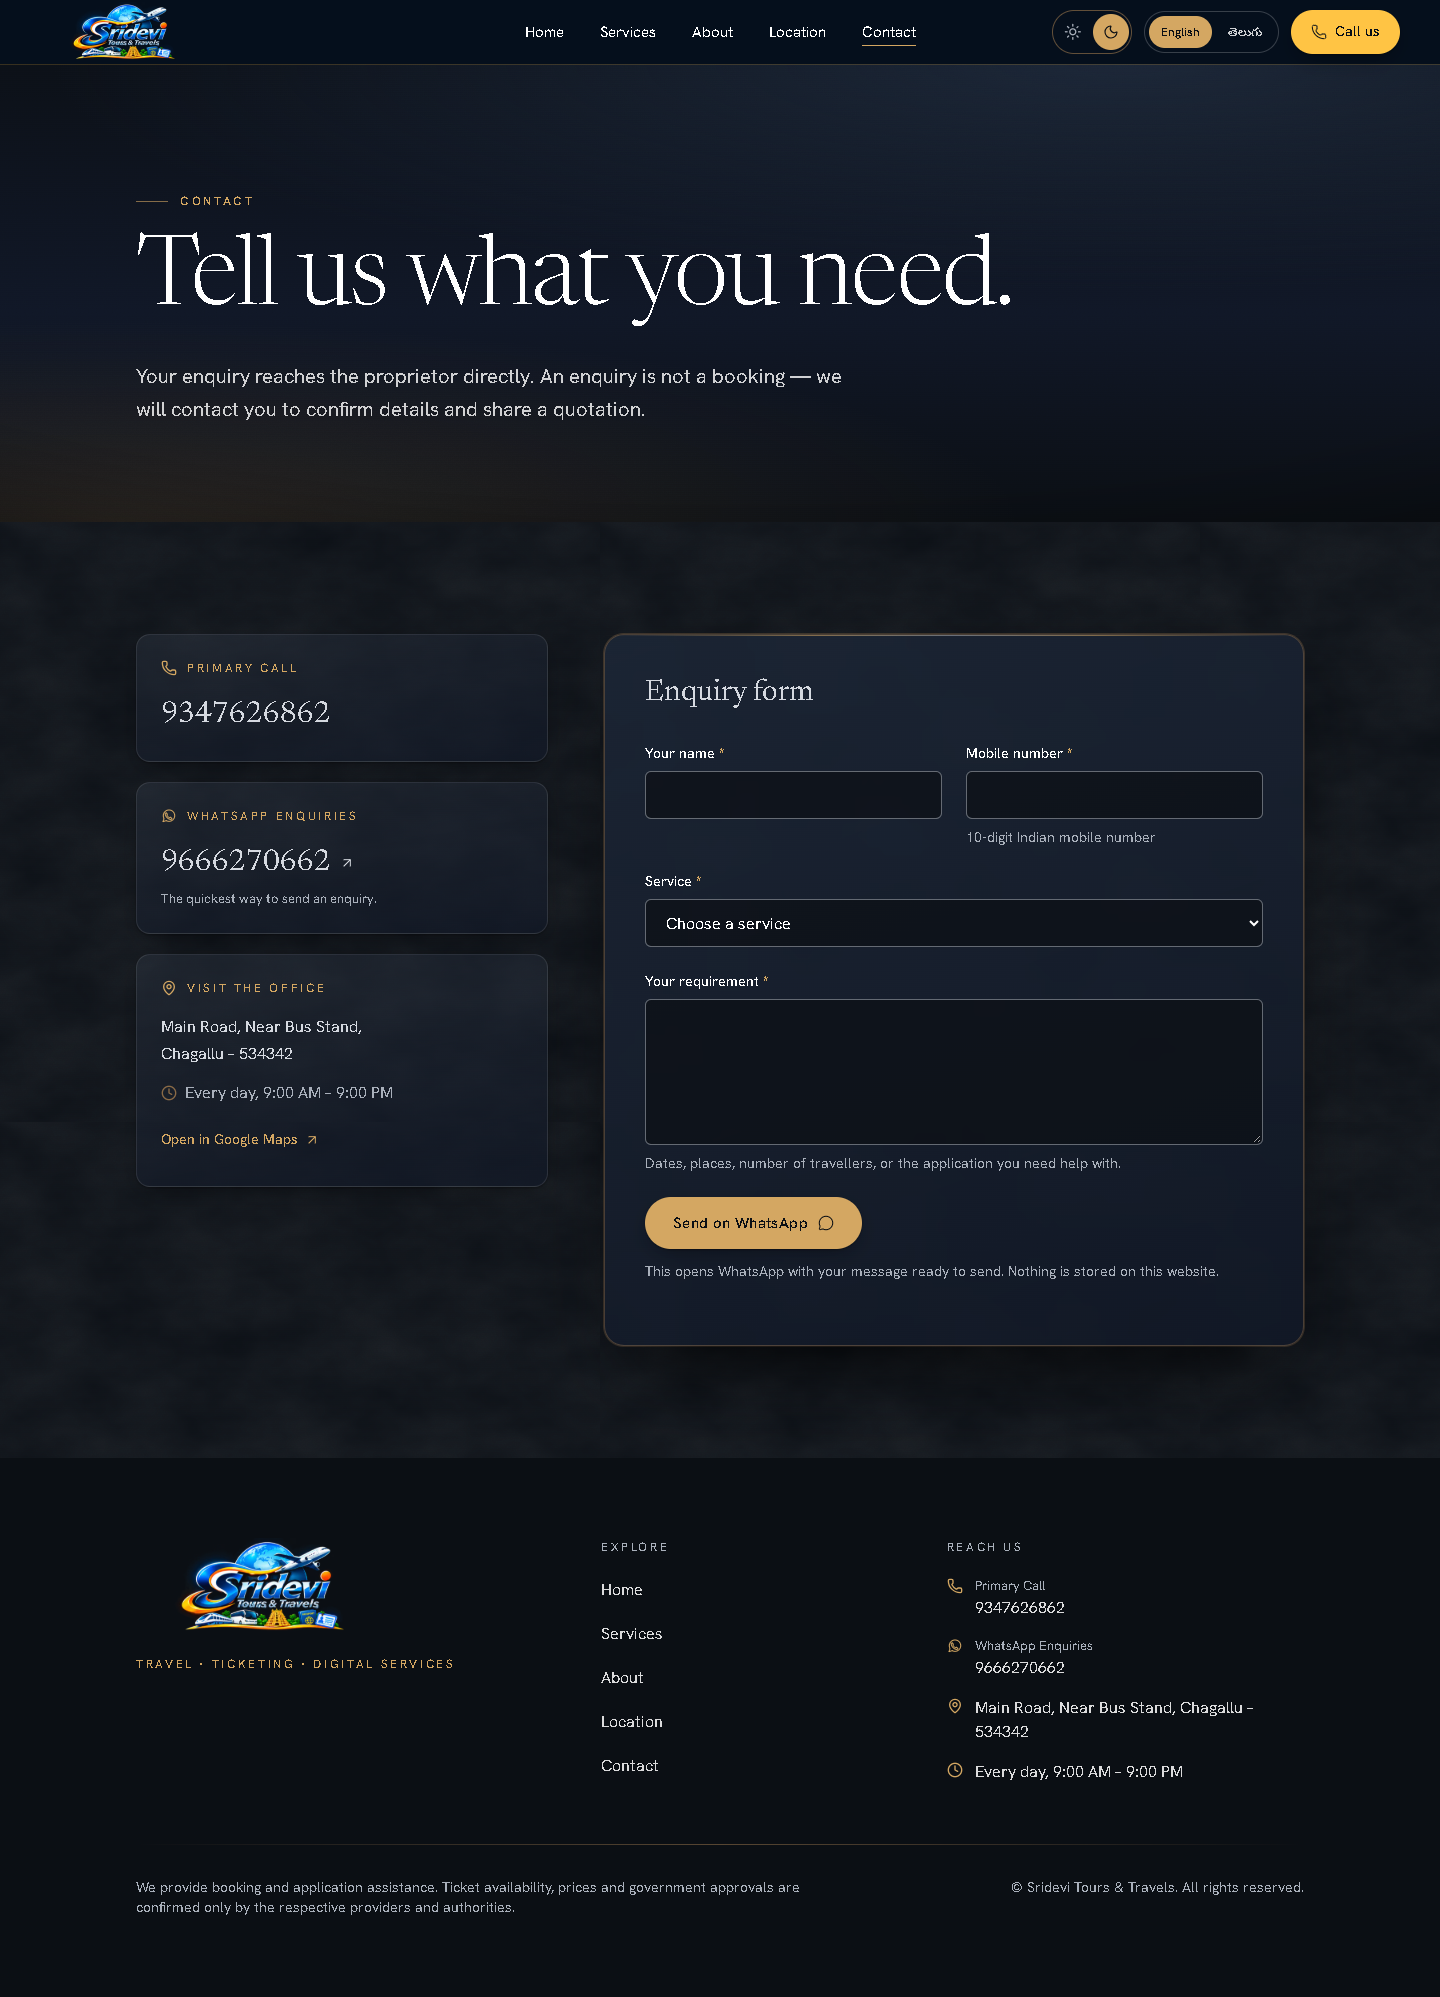 Sridevi
Tours & Travels
Home
Services
About
Location
Contact
English
తెలుగు
Call us
CONTACT
Tell us what you need.
Your enquiry reaches the proprietor directly. An enquiry is not a booking — we
will contact you to confirm details and share a quotation.
PRIMARY CALL
9347626862
WHATSAPP ENQUIRIES
9666270662
The quickest way to send an enquiry.
VISIT THE OFFICE
Main Road, Near Bus Stand,
Chagallu – 534342
Every day, 9:00 AM – 9:00 PM
Open in Google Maps
Enquiry form
Your name *
Mobile number *
10-digit Indian mobile number
Service *
Choose a service
Your requirement *
Dates, places, number of travellers, or the application you need help with.
Send on WhatsApp
This opens WhatsApp with your message ready to send. Nothing is stored on this website.
Sridevi
Tours & Travels
TRAVEL • TICKETING • DIGITAL SERVICES
EXPLORE
Home
Services
About
Location
Contact
REACH US
Primary Call
9347626862
WhatsApp Enquiries
9666270662
Main Road, Near Bus Stand, Chagallu –
534342
Every day, 9:00 AM – 9:00 PM
We provide booking and application assistance. Ticket availability, prices and government approvals are
confirmed only by the respective providers and authorities.
© Sridevi Tours & Travels. All rights reserved.